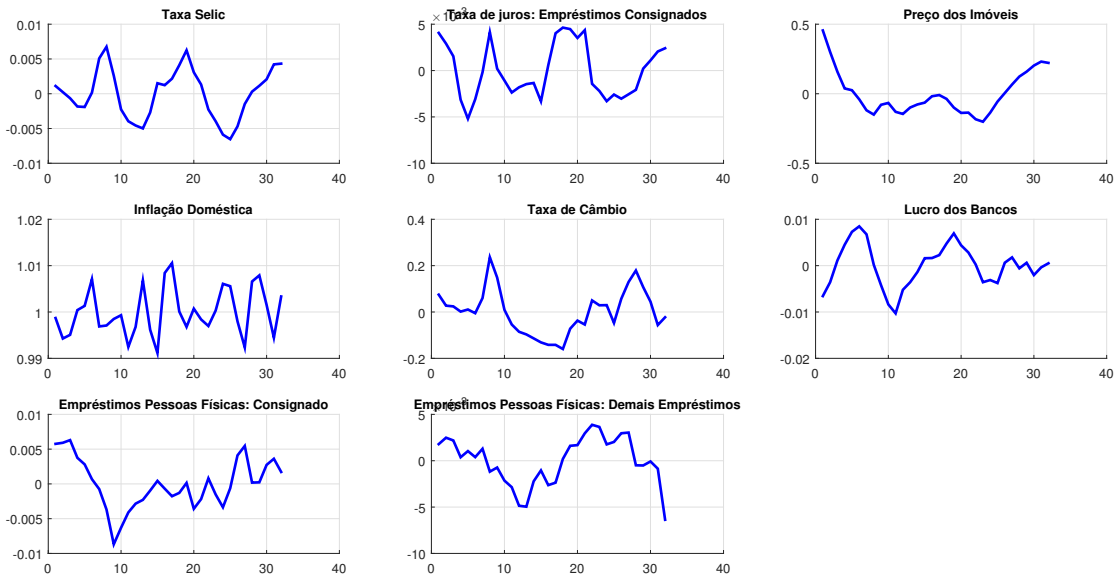 Taxa Selic
0.01
0.005
0
-0.005
-0.01
0 10 20 30 40
Taxa de juros: Empréstimos Consignados
5
0
-5
-10
0 10 20 30 40
Preço dos Imóveis
0.5
0
-0.5
0 10 20 30 40
Inflação Doméstica
1.02
1.01
1
0.99
0 10 20 30 40
Taxa de Câmbio
0.4
0.2
0
-0.2
0 10 20 30 40
Lucro dos Bancos
0.01
0
-0.01
-0.02
0 10 20 30 40
Empréstimos Pessoas Físicas: Consignado
0.01
0.005
0
-0.005
-0.01
0 10 20 30 40
Empréstimos Pessoas Físicas: Demais Empréstimos
5
0
-5
-10
0 10 20 30 40